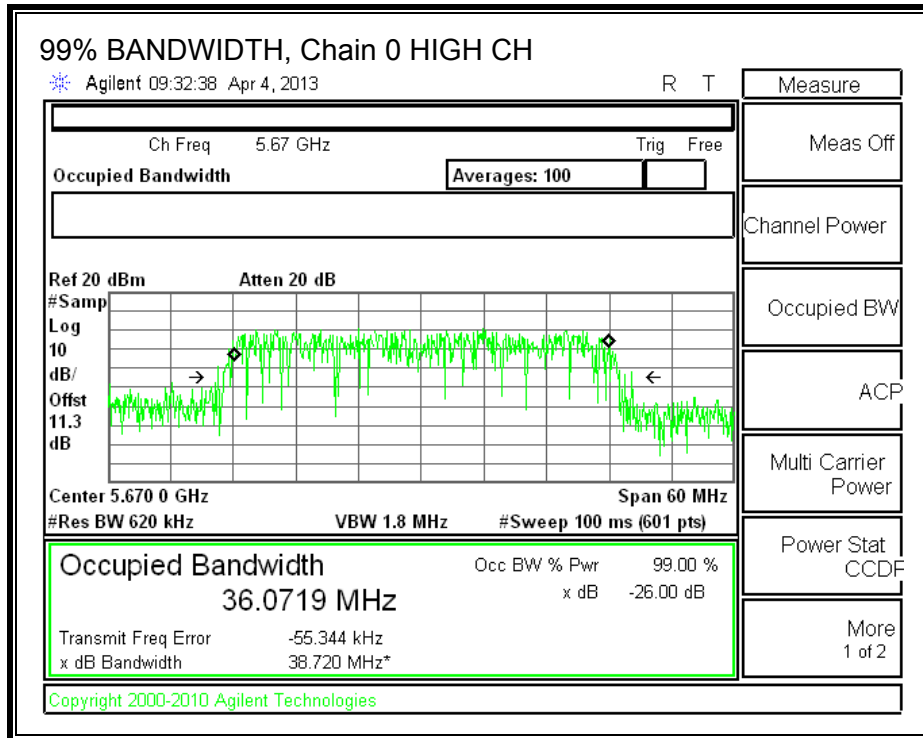 99% BANDWIDTH, Chain 0 HIGH CH
Agilent 09:32:38 Apr 4, 2013 R T
Ch Freq 5.67 GHz Trig Free
Occupied Bandwidth Averages: 100
Ref 20 dBm Atten 20 dB
#Samp
Log
10
dB/
Offst
11.3
dB
Center 5.670 0 GHz Span 60 MHz
#Res BW 620 kHz VBW 1.8 MHz #Sweep 100 ms (601 pts)
Occupied Bandwidth Occ BW % Pwr 99.00 %
36.0719 MHz x dB -26.00 dB
Transmit Freq Error -55.344 kHz
x dB Bandwidth 38.720 MHz*
Copyright 2000-2010 Agilent Technologies
Measure
Meas Off
Channel Power
Occupied BW
ACP
Multi Carrier
Power
Power Stat
CCDF
More
1 of 2